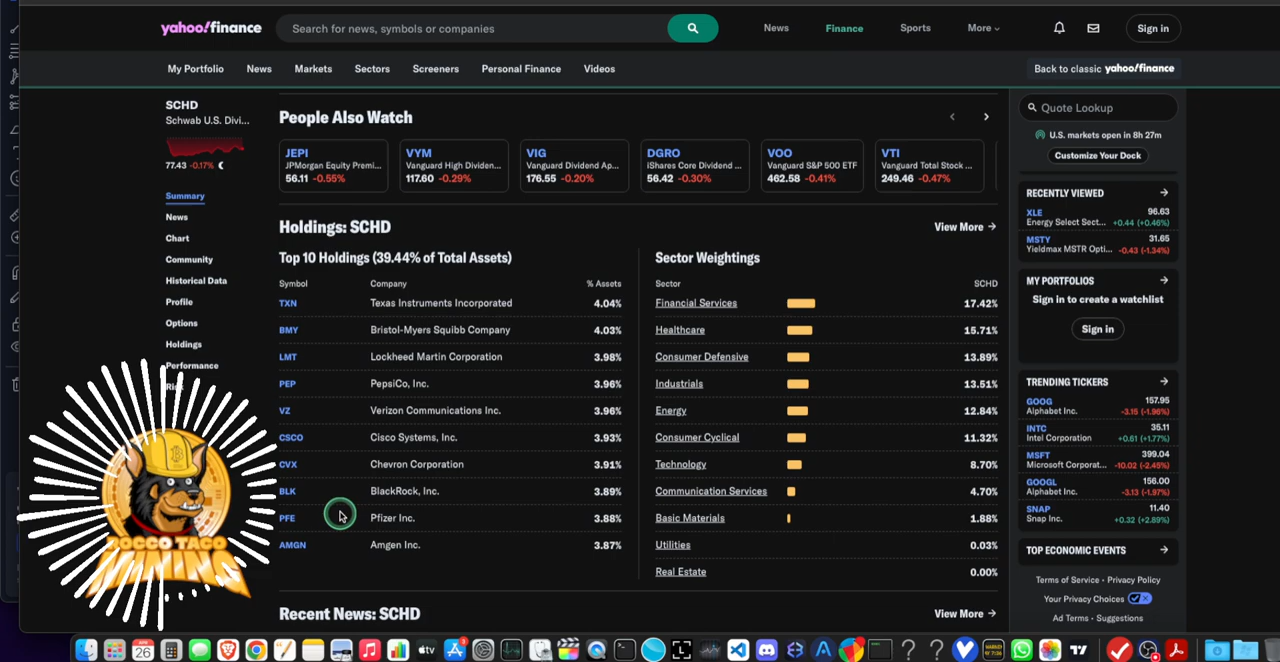 yahoo!finance
Search for news, symbols or companies
News
Finance
Sports
More
Sign in
My Portfolio
News
Markets
Sectors
Screeners
Personal Finance
Videos
Back to classic yahoo!finance
SCHD
Schwab U.S. Divi...
77.43 -0.17%
Summary
News
Chart
Community
Historical Data
Profile
Options
Holdings
Performance
People Also Watch
JEPI
JPMorgan Equity Premi...
56.11 -0.55%
VYM
Vanguard High Dividen...
117.60 -0.29%
VIG
Vanguard Dividend Ap...
176.55 -0.20%
DGRO
iShares Core Dividend ...
56.42 -0.30%
VOO
Vanguard S&P 500 ETF
462.58 -0.41%
VTI
Vanguard Total Stock ...
249.46 -0.47%
Holdings: SCHD
View More
Top 10 Holdings (39.44% of Total Assets)
Symbol Company % Assets
TXN Texas Instruments Incorporated 4.04%
BMY Bristol-Myers Squibb Company 4.03%
LMT Lockheed Martin Corporation 3.98%
PEP PepsiCo, Inc. 3.96%
VZ Verizon Communications Inc. 3.96%
CSCO Cisco Systems, Inc. 3.93%
CVX Chevron Corporation 3.91%
BLK BlackRock, Inc. 3.89%
PFE Pfizer Inc. 3.88%
AMGN Amgen Inc. 3.87%
Sector Weightings
Sector SCHD
Financial Services 17.42%
Healthcare 15.71%
Consumer Defensive 13.89%
Industrials 13.51%
Energy 12.84%
Consumer Cyclical 11.32%
Technology 8.70%
Communication Services 4.70%
Basic Materials 1.88%
Utilities 0.03%
Real Estate 0.00%
Recent News: SCHD
View More
Quote Lookup
U.S. markets open in 8h 27m
Customize Your Dock
RECENTLY VIEWED
XLE 96.63
Energy Select Sect... +0.44 (+0.46%)
MSTY 31.65
Yieldmax MSTR Opti... -0.43 (-1.34%)
MY PORTFOLIOS
Sign in to create a watchlist
Sign in
TRENDING TICKERS
GOOG 157.95
Alphabet Inc. -3.15 (-1.96%)
INTC 35.11
Intel Corporation +0.61 (+1.77%)
MSFT 399.04
Microsoft Corporat... -10.02 (-2.45%)
GOOGL 156.00
Alphabet Inc. -3.13 (-1.97%)
SNAP 11.40
Snap Inc. +0.32 (+2.89%)
TOP ECONOMIC EVENTS
Terms of Service • Privacy Policy
Your Privacy Choices
Ad Terms • Suggestions
ROCCO TACO
MINING
26